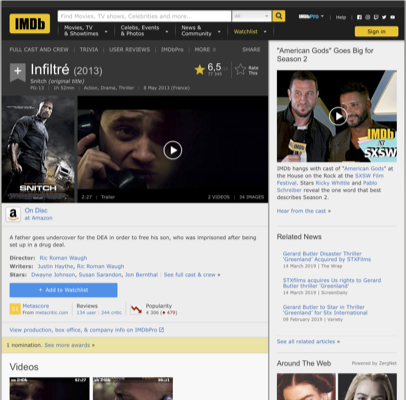 IMDb
Find Movies, TV shows, Celebrities and more...
All
Movies, TV & Showtimes
Celebs, Events & Photos
News & Community
Watchlist
IMDbPro
Help
Sign in
FULL CAST AND CREW | TRIVIA | USER REVIEWS | IMDbPro | MORE
SHARE
Infiltré (2013)
Snitch (original title)
PG-13 | 1h 52min | Action, Drama, Thriller | 8 May 2013 (France)
6,5
Rate This
SNITCH
2:27 | Trailer
2 VIDEOS | 34 IMAGES
On Disc
at Amazon
A father goes undercover for the DEA in order to free his son, who was imprisoned after being
set up in a drug deal.
Director: Ric Roman Waugh
Writers: Justin Haythe, Ric Roman Waugh
Stars: Dwayne Johnson, Susan Sarandon, Jon Bernthal | See full cast & crew »
+ Add to Watchlist
51
Metascore
From metacritic.com
Reviews
134 user | 244 critic
Popularity
4 306 (479)
View production, box office, & company info on IMDbPro
1 nomination. See more awards »
Videos
02:27
"American Gods" Goes Big for
Season 2
IMDb
AT
SXSW
IMDb hangs with cast of "American Gods" at
the House on the Rock at the SXSW Film
Festival. Stars Ricky Whittle and Pablo
Schreiber reveal the one word that best
describes Season 2.
Hear from the cast »
Related News
Gerard Butler Disaster Thriller
'Greenland' Acquired by STXfilms
14 March 2019 | The Wrap
STXfilms acquires Us rights to Gerard
Butler thriller 'Greenland'
14 March 2019 | ScreenDaily
Gerard Butler to Star in Thriller
'Greenland' for Stx International
08 February 2019 | Variety
See all related articles »
Around The Web
Powered by ZergNet